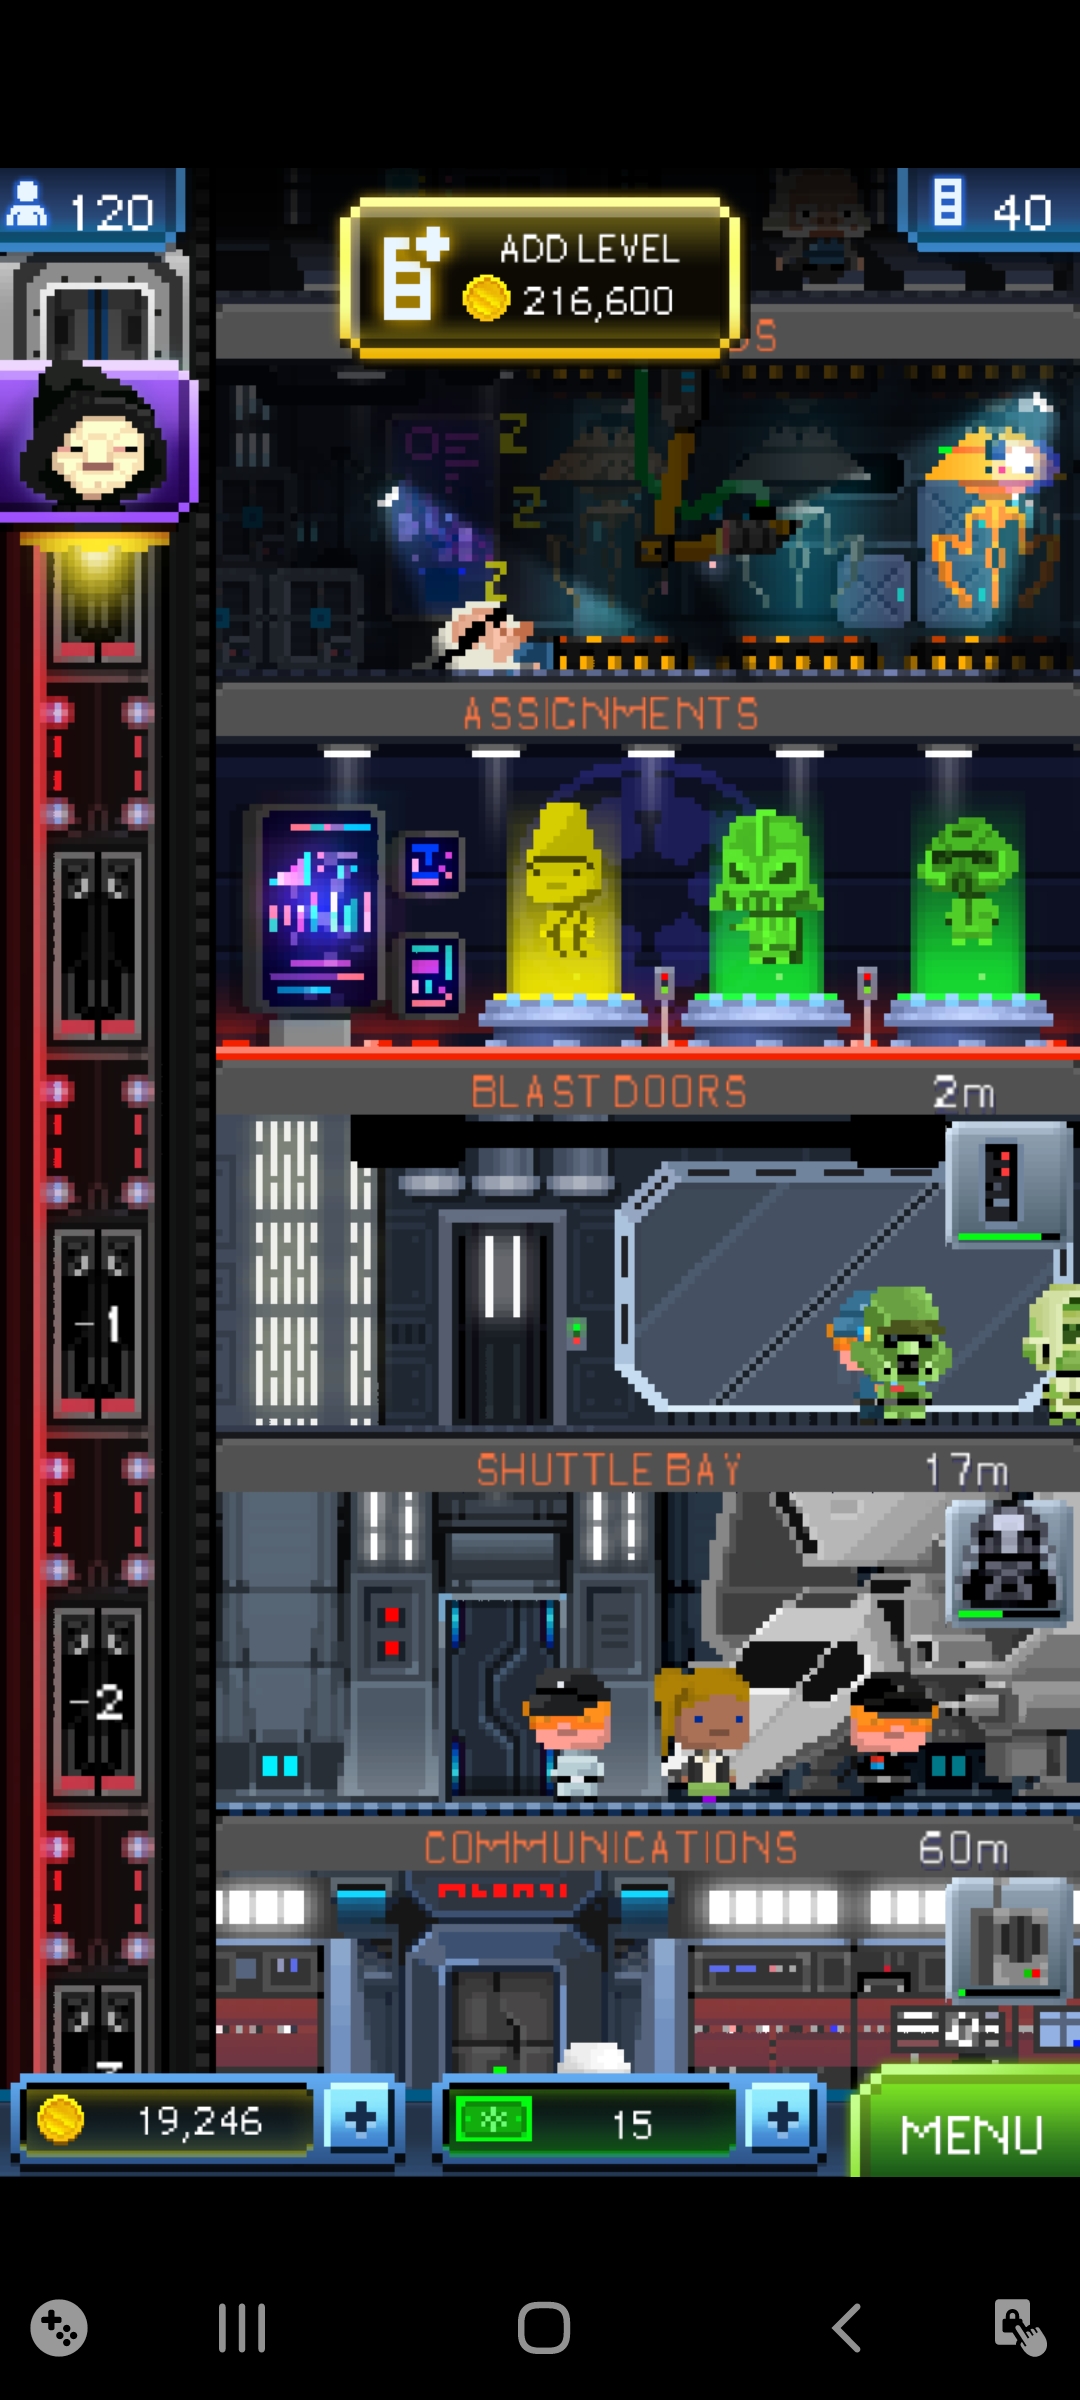 120
40
ADD LEVEL
216,600
Z
Z
Z
ASSIGNMENTS
BLAST DOORS 2m
-1
SHUTTLE BAY 17m
-2
COMMUNICATIONS 60m
19,246
15
MENU